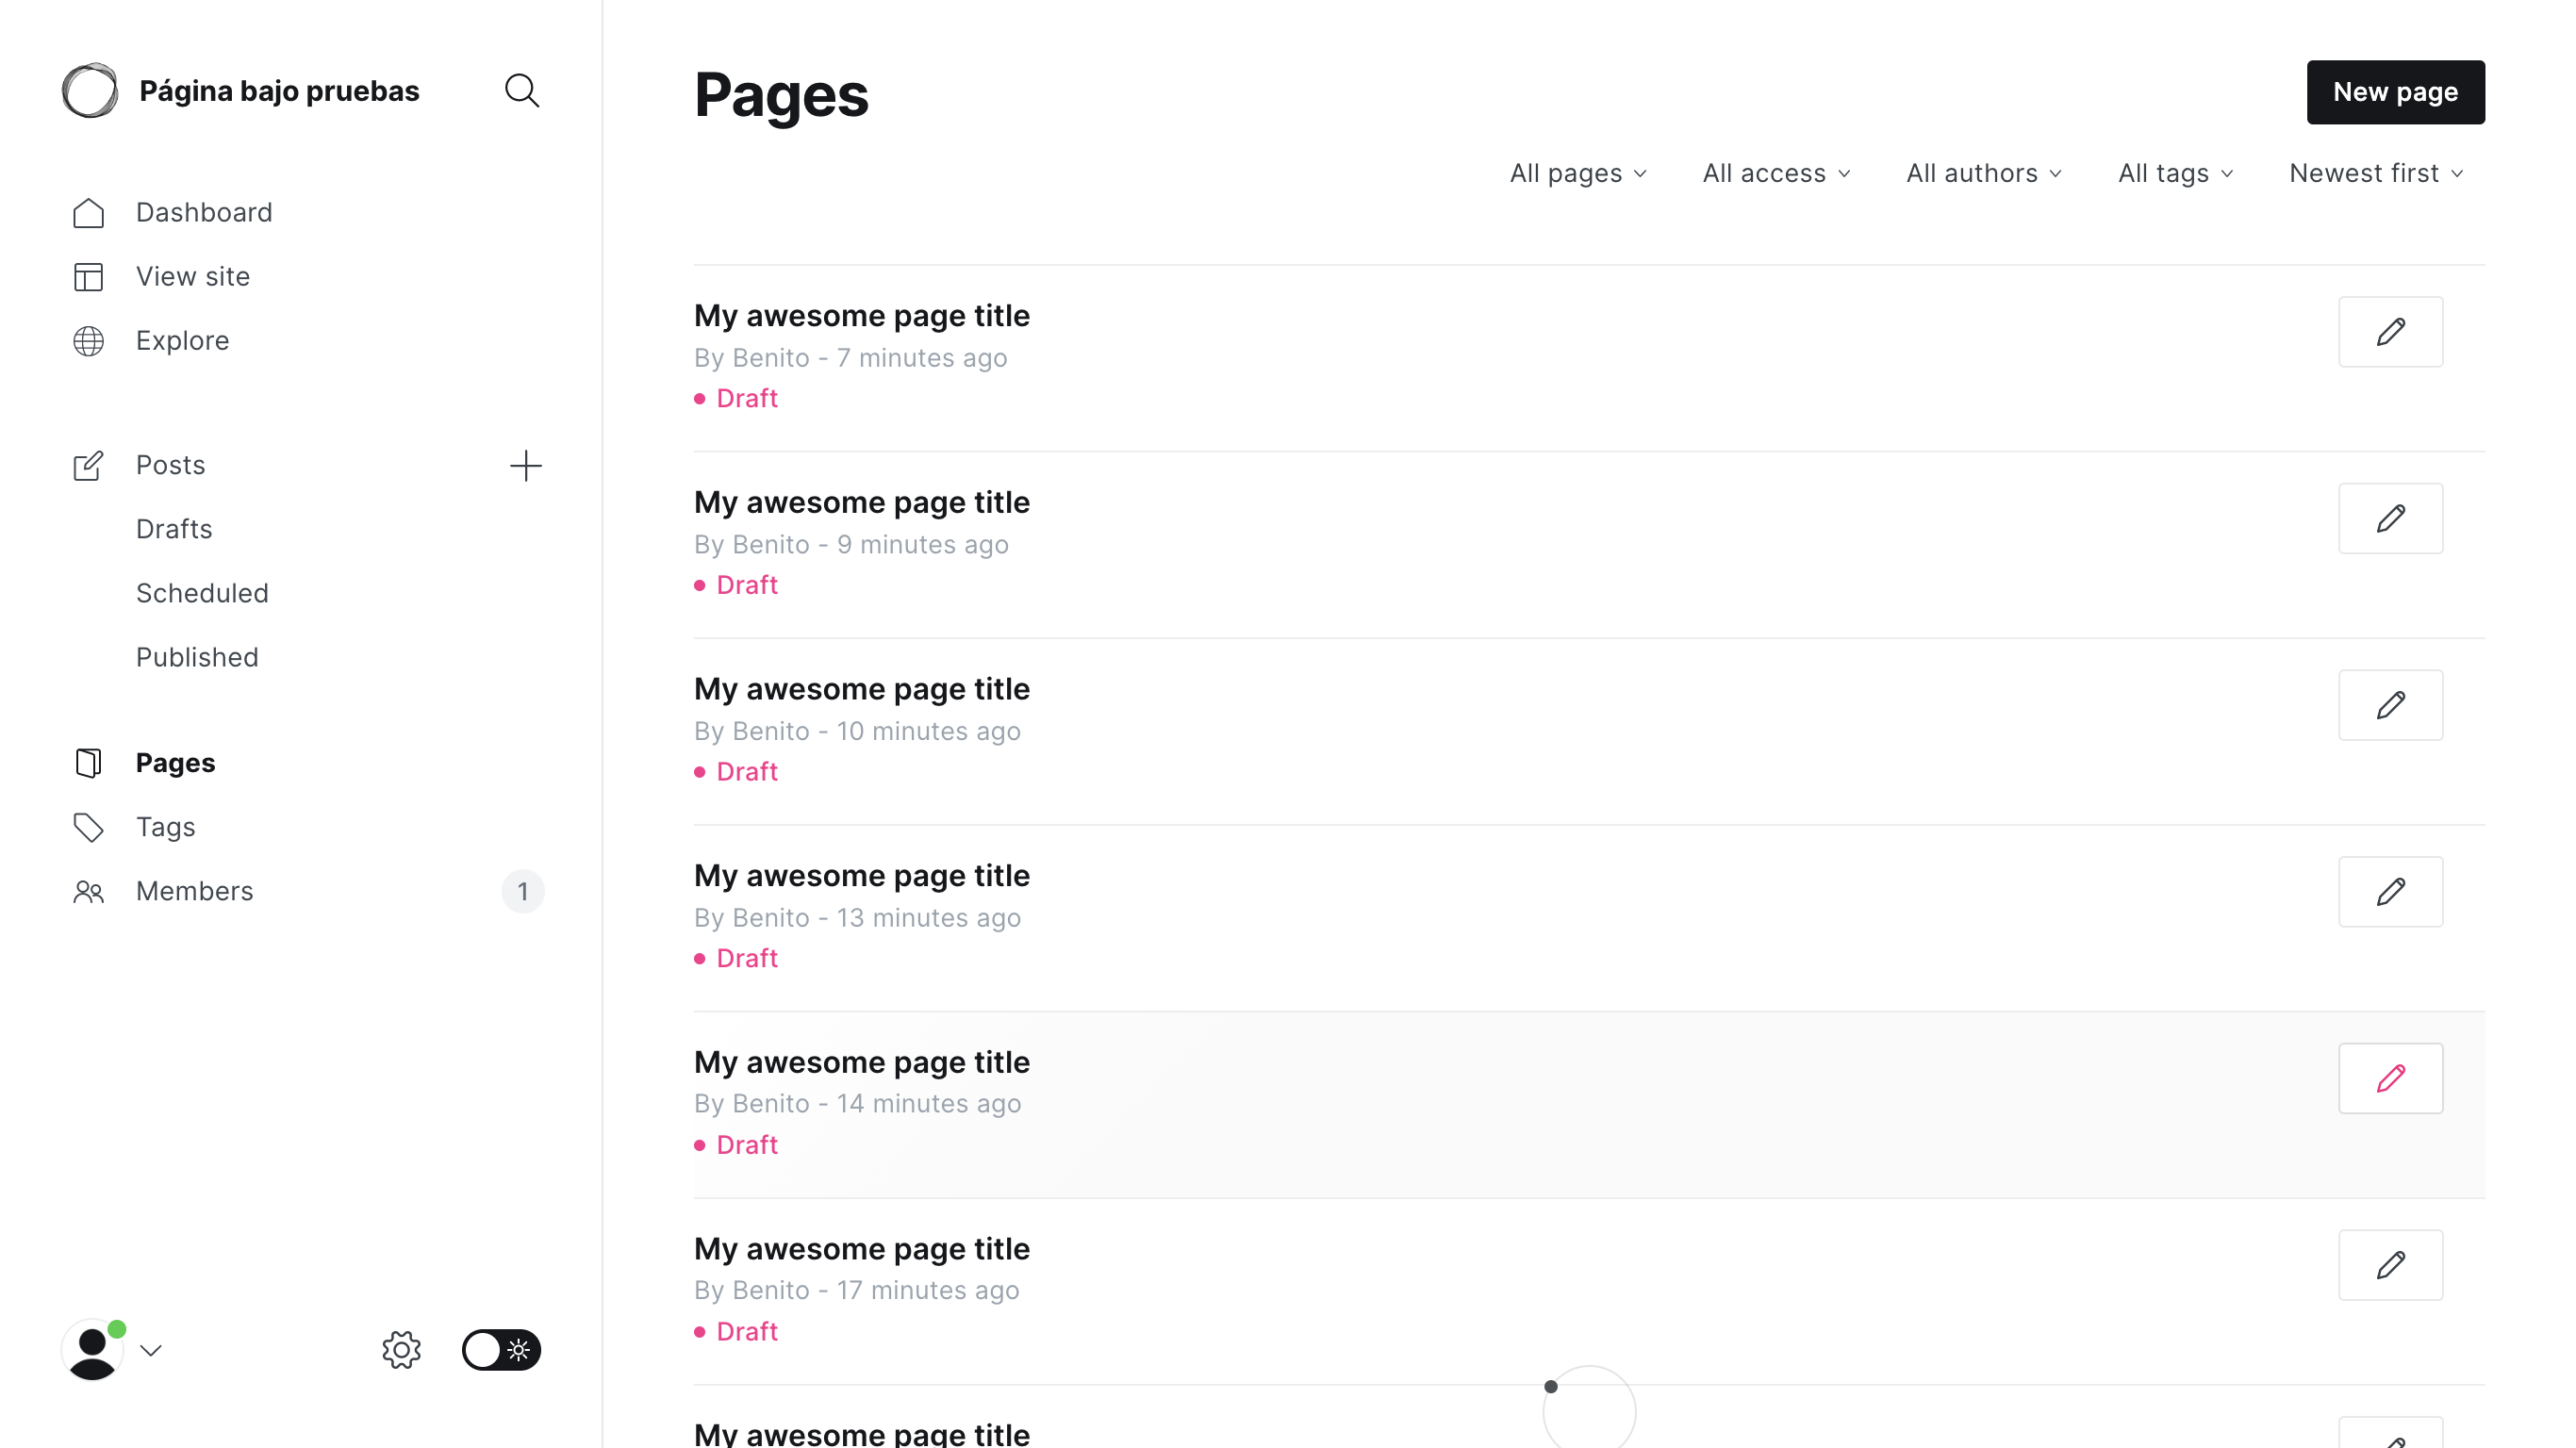 Página bajo pruebas
Dashboard
View site
Explore
Posts
Drafts
Scheduled
Published
Pages
Tags
Members
1
Pages
New page
All pages
All access
All authors
All tags
Newest first
My awesome page title
By Benito - 7 minutes ago
Draft
My awesome page title
By Benito - 9 minutes ago
Draft
My awesome page title
By Benito - 10 minutes ago
Draft
My awesome page title
By Benito - 13 minutes ago
Draft
My awesome page title
By Benito - 14 minutes ago
Draft
My awesome page title
By Benito - 17 minutes ago
Draft
My awesome page title